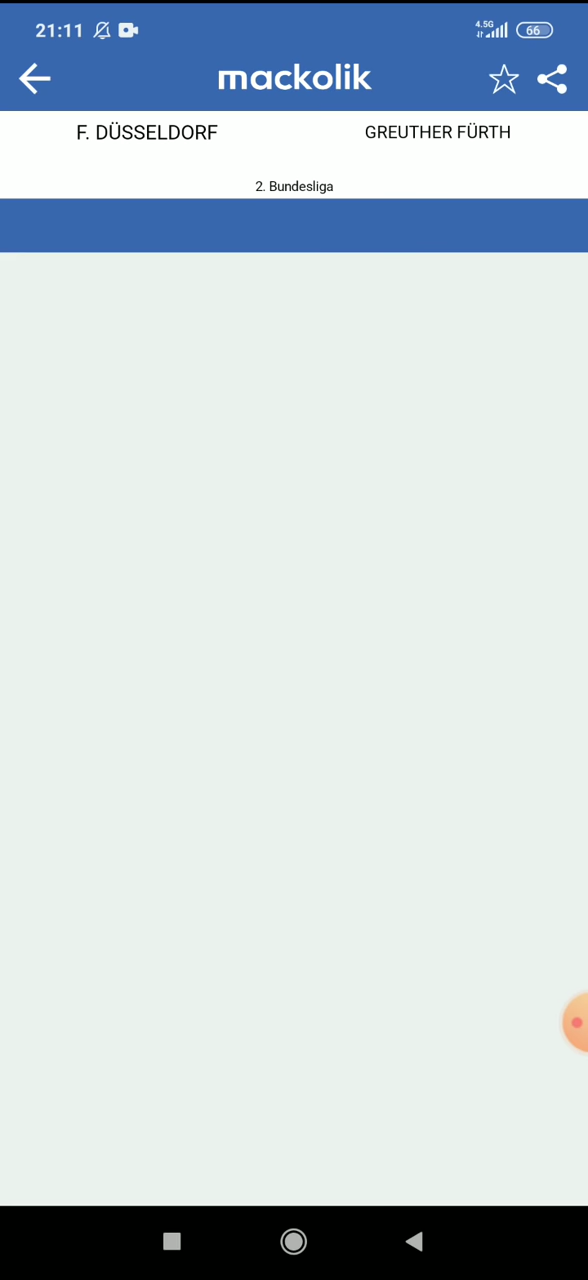 21:11
4.5G
66
mackolik
F. DÜSSELDORF
GREUTHER FÜRTH
2. Bundesliga